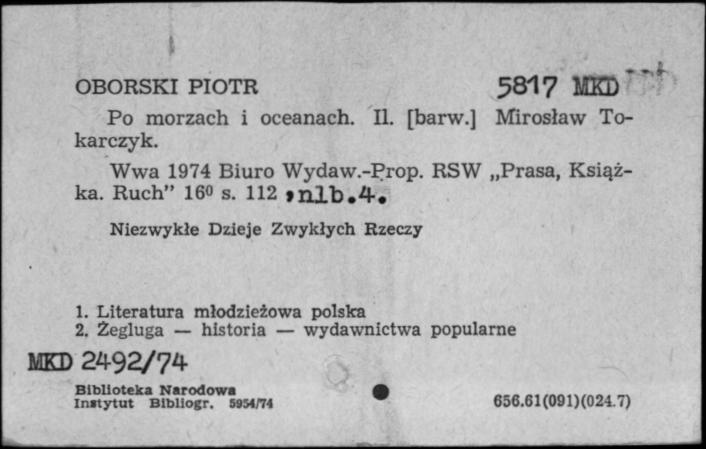 OBORSKI PIOTR 5817 MKD
Po morzach i oceanach. Il. [barw.] Mirosław To-
karczyk.
Wwa 1974 Biuro Wydaw.-Prop. RSW „Prasa, Książ-
ka. Ruch” 16⁰ s. 112 , nlb.4.
Niezwykłe Dzieje Zwykłych Rzeczy
1. Literatura młodzieżowa polska
2. Żegluga — historia — wydawnictwa popularne
MKD 2492/74
Biblioteka Narodowa
Instytut Bibliogr. 5954/74
656.61(091)(024.7)